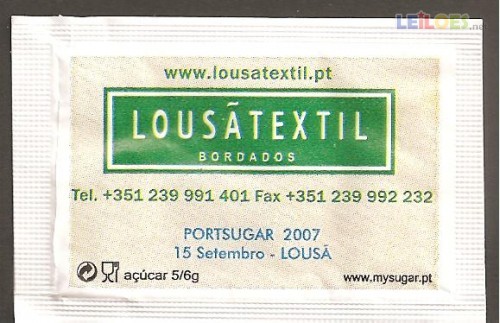 LEILOES.net
www.lousatextil.pt
LOUSÃTEXTIL
BORDADOS
Tel. +351 239 991 401 Fax +351 239 992 232
PORTSUGAR 2007
15 Setembro - LOUSÃ
açúcar 5/6g
www.mysugar.pt